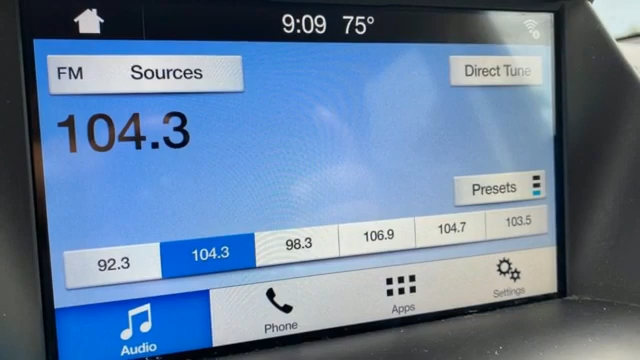 9:09 75°
FM Sources
Direct Tune
104.3
Presets
92.3 104.3 98.3 106.9 104.7 103.5
Audio Phone Apps Settings